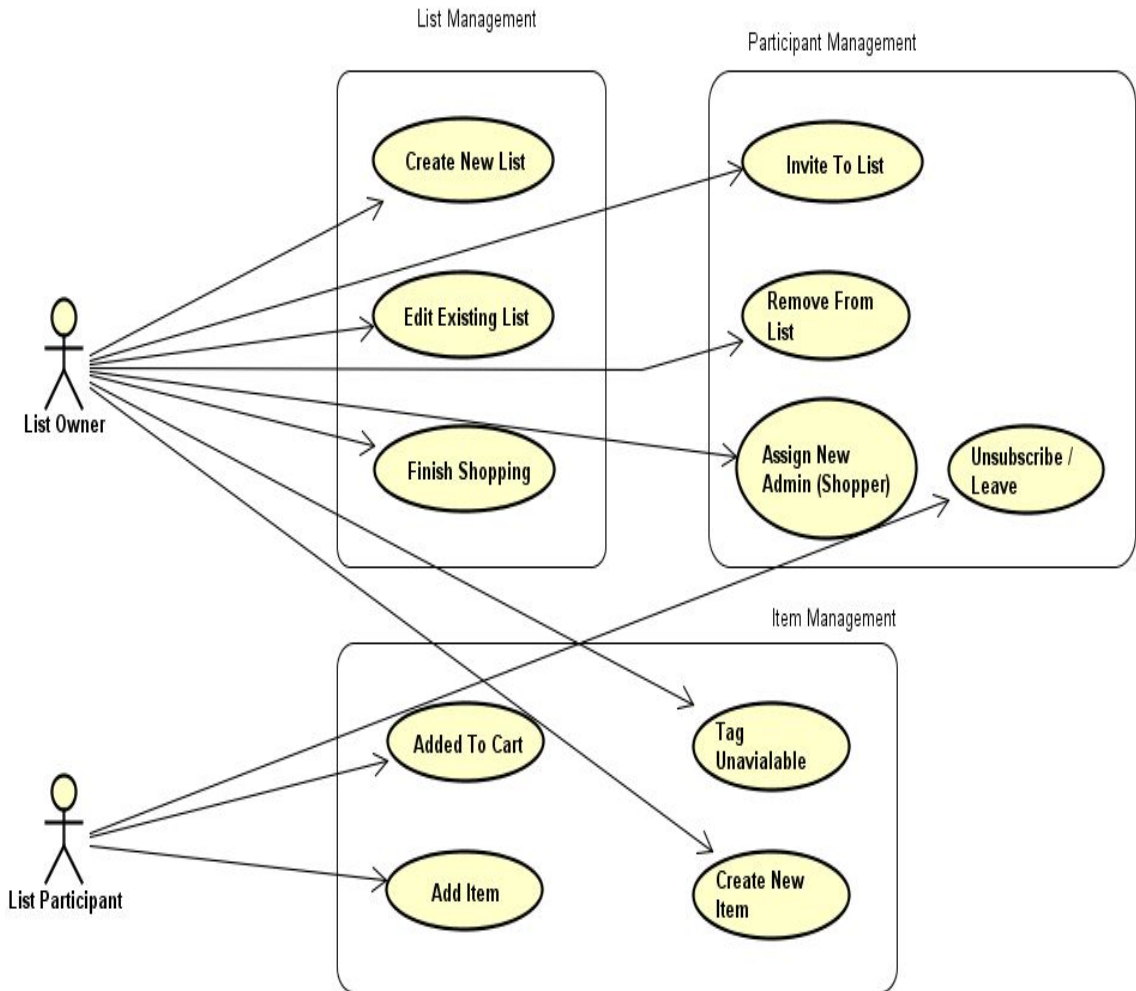 List Management
Participant Management
Create New List
Invite To List
Edit Existing List
Remove From
List
List Owner
Finish Shopping
Assign New
Admin (Shopper)
Unsubscribe /
Leave
Item Management
Added To Cart
Tag
Unavialable
List Participant
Add Item
Create New
Item